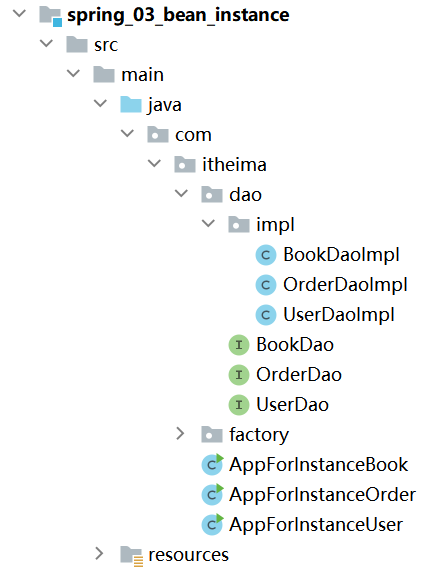 spring_03_bean_instance
src
main
java
com
itheima
dao
impl
BookDaoImpl
OrderDaoImpl
UserDaoImpl
BookDao
OrderDao
UserDao
factory
AppForInstanceBook
AppForInstanceOrder
AppForInstanceUser
resources